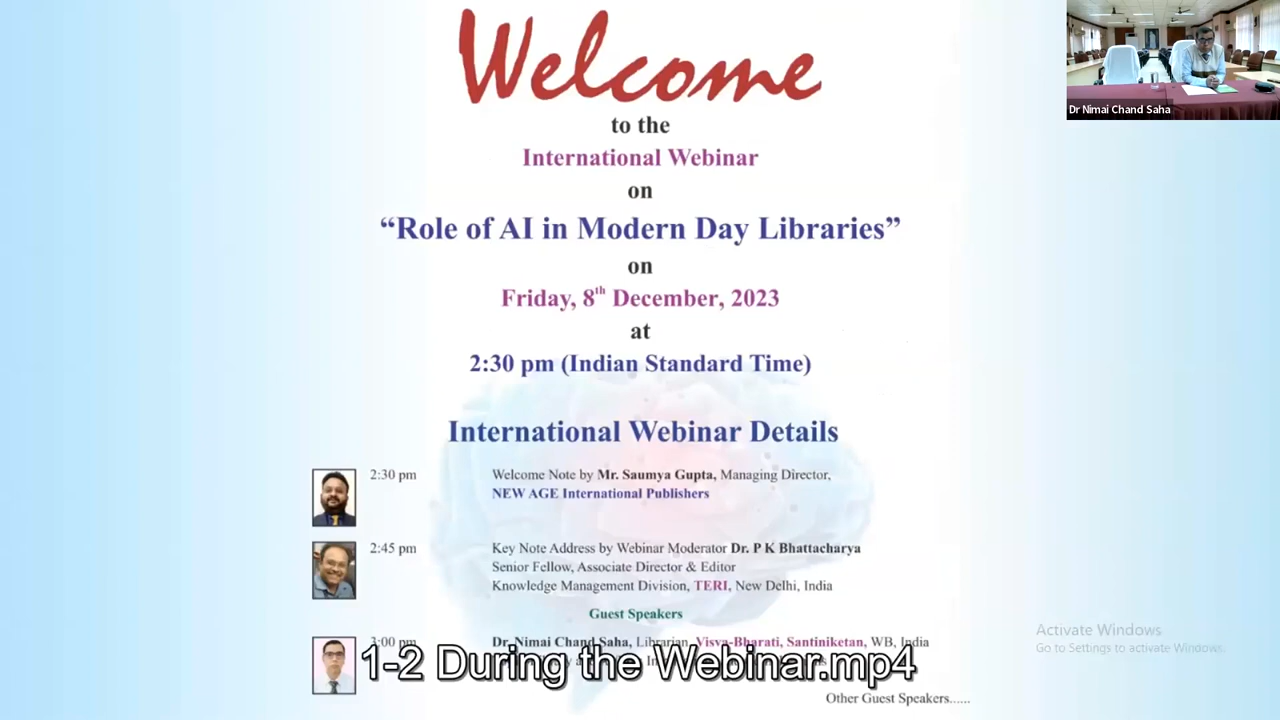 Welcome
to the
International Webinar
on
“Role of AI in Modern Day Libraries”
on
Friday, 8th December, 2023
at
2:30 pm (Indian Standard Time)
International Webinar Details
2:30 pm Welcome Note by Mr. Saumya Gupta, Managing Director,
NEW AGE International Publishers
2:45 pm Key Note Address by Webinar Moderator Dr. P K Bhattacharya
Senior Fellow, Associate Director & Editor
Knowledge Management Division, TERI, New Delhi, India
Guest Speakers
3:00 pm Dr. Nimai Chand Saha, Librarian, Visva-Bharati, Santiniketan, WB, India
1-2 During the Webinar.mp4
Other Guest Speakers......
Dr Nimai Chand Saha
Activate Windows
Go to Settings to activate Windows.